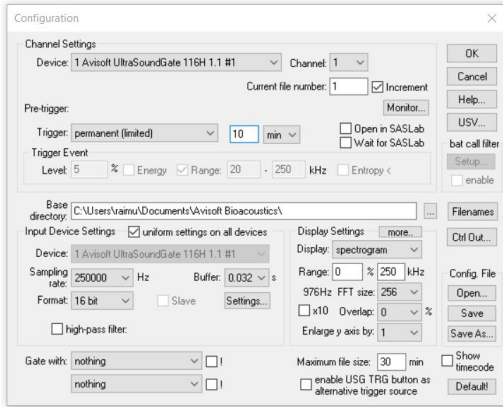 Configuration
Channel Settings
Device: 1 Avisoft UltraSoundGate 116H 1.1 #1 Channel: 1
Current file number: 1 Increment
Pre-trigger: Monitor...
Trigger: permanent (limited) 10 min Open in SASLab
Wait for SASLab
Trigger Event
Level: 5 % Energy Range: 20 - 250 kHz Entropy <
OK
Cancel
Help...
USV...
bat call filter
Setup...
enable
Base
directory: C:\Users\raimu\Documents\Avisoft Bioacoustics\ ... Filenames
Input Device Settings uniform settings on all devices
Device: 1 Avisoft UltraSoundGate 116H 1.1 #1
Sampling
rate: 250000 Hz Buffer: 0.032 s
Format: 16 bit Slave Settings...
high-pass filter:
Display Settings more..
Display: spectrogram
Range: 0 % 250 kHz
976Hz FFT size: 256
x10 Overlap: 0 %
Enlarge y axis by: 1
Ctrl Out...
Config. File
Open...
Save
Save As...
Gate with: nothing !
nothing !
Maximum file size: 30 min
enable USG TRG button as
alternative trigger source
Show
timecode
Default!